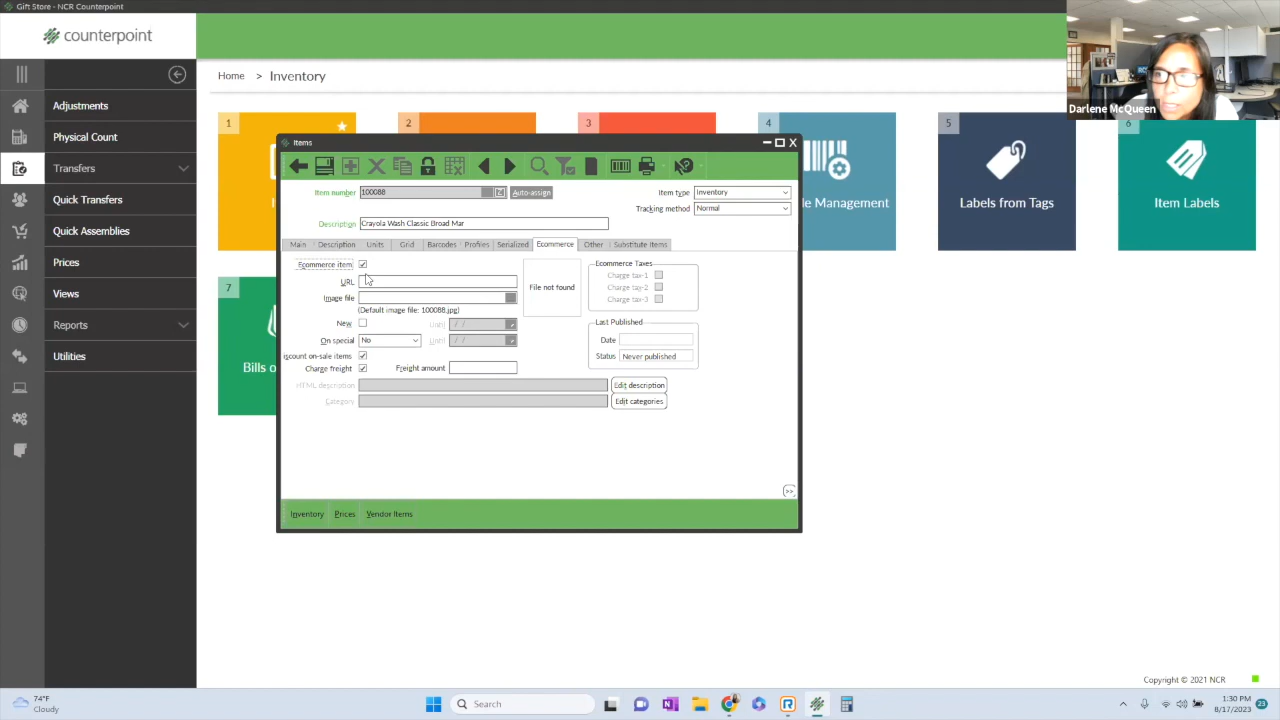 Gift Store - NCR Counterpoint
counterpoint
Home > Inventory
Adjustments
Physical Count
Transfers
Quick Transfers
Quick Assemblies
Prices
Views
Reports
Utilities
1
2
3
4
5
6
7
Labels from Tags
Item Labels
le Management
Bills o
Darlene McQueen
Items
Item number 100088 Auto-assign
Item type Inventory
Tracking method Normal
Description Crayola Wash Classic Broad Mar
Main Description Units Grid Barcodes Profiles Serialized Ecommerce Other Substitute Items
Ecommerce item
URL
Image file
(Default image file: 100088.jpg)
File not found
New Until / /
On special No Until / /
iscount on-sale items
Charge freight Freight amount
HTML description Edit description
Category Edit categories
Ecommerce Taxes
Charge tax-1
Charge tax-2
Charge tax-3
Last Published
Date
Status Never published
>>
Inventory Prices Vendor Items
Copyright © 2021 NCR
74°F
Cloudy
Search
1:30 PM
8/17/2023
23